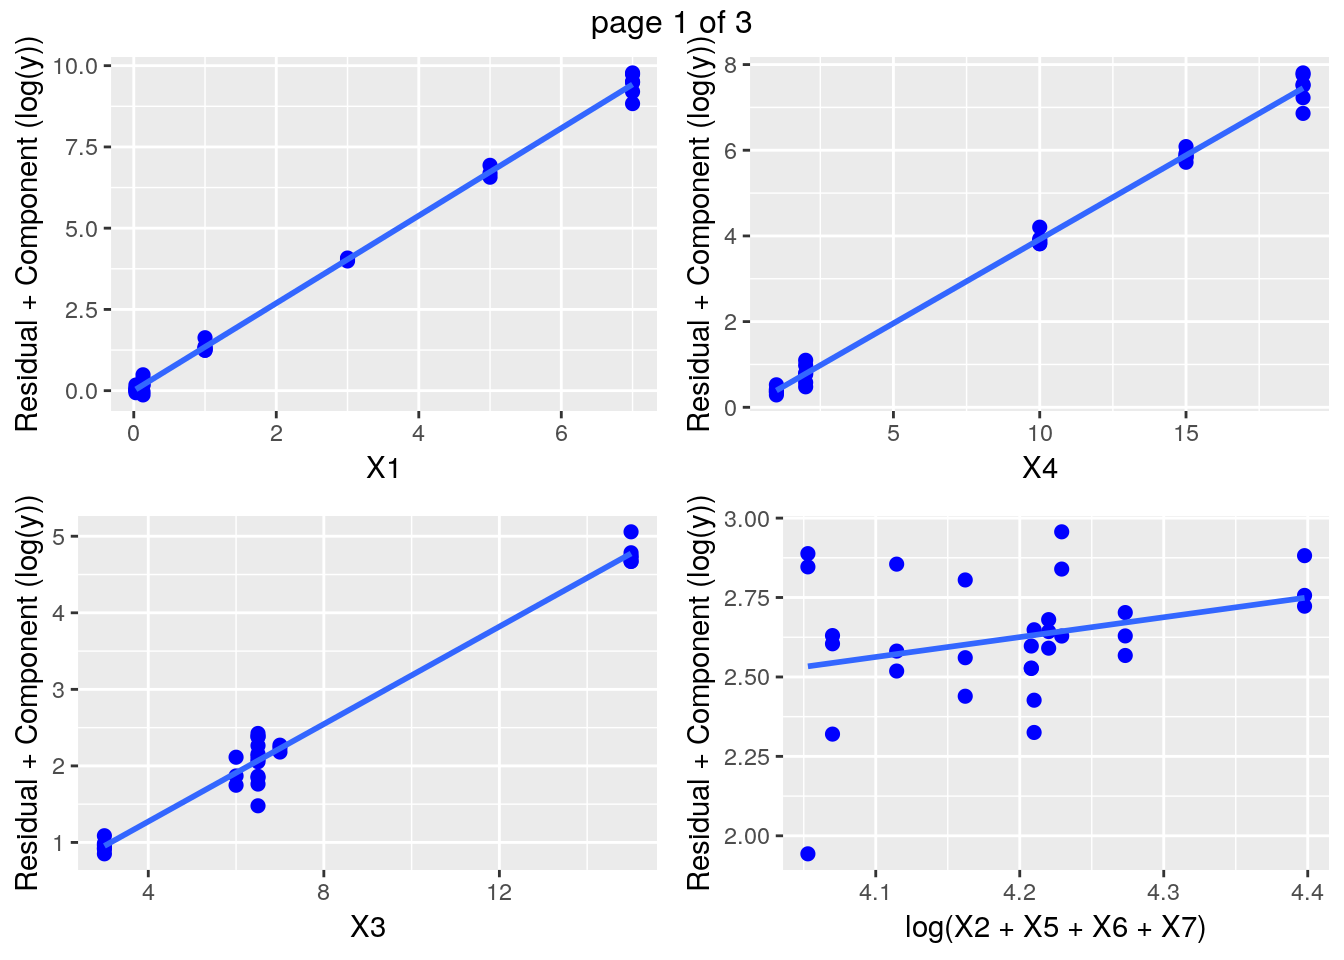 page 1 of 3
Residual + Component (log(y))
10.0
7.5
5.0
2.5
0.0
0 2 4 6
X1
Residual + Component (log(y))
8
6
4
2
0
5 10 15
X4
Residual + Component (log(y))
5
4
3
2
1
4 8 12
X3
Residual + Component (log(y))
3.00
2.75
2.50
2.25
2.00
4.1 4.2 4.3 4.4
log(X2 + X5 + X6 + X7)